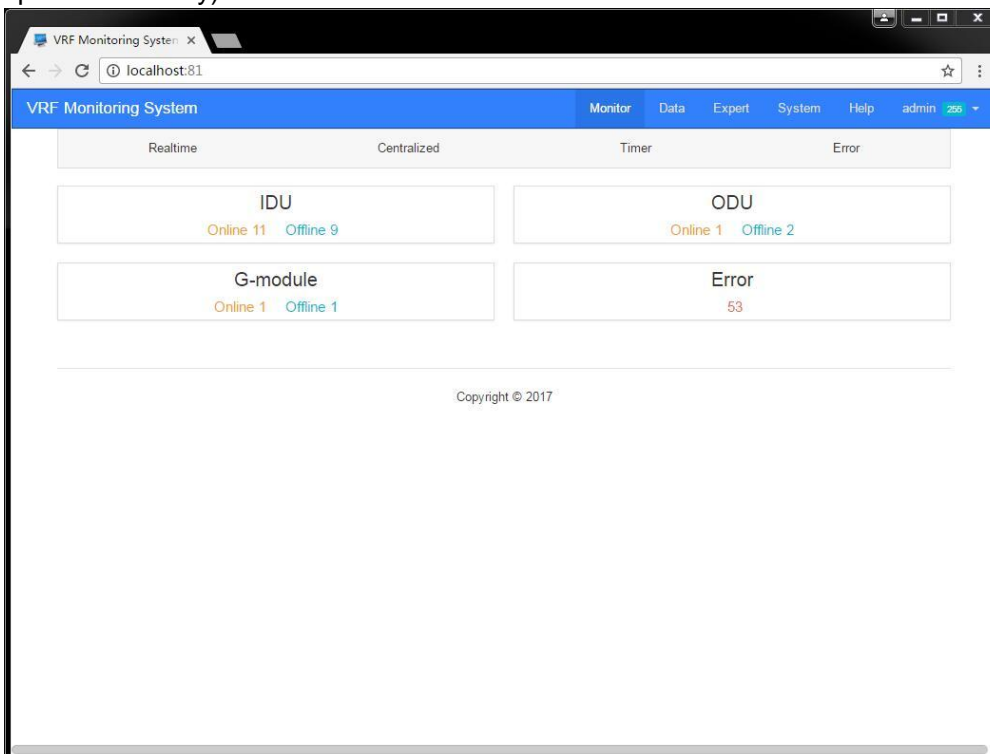 VRF Monitoring System
localhost:81
VRF Monitoring System Monitor Data Expert System Help admin 255
Realtime Centralized Timer Error
IDU ODU
Online 11 Offline 9 Online 1 Offline 2
G-module Error
Online 1 Offline 1 53
Copyright © 2017